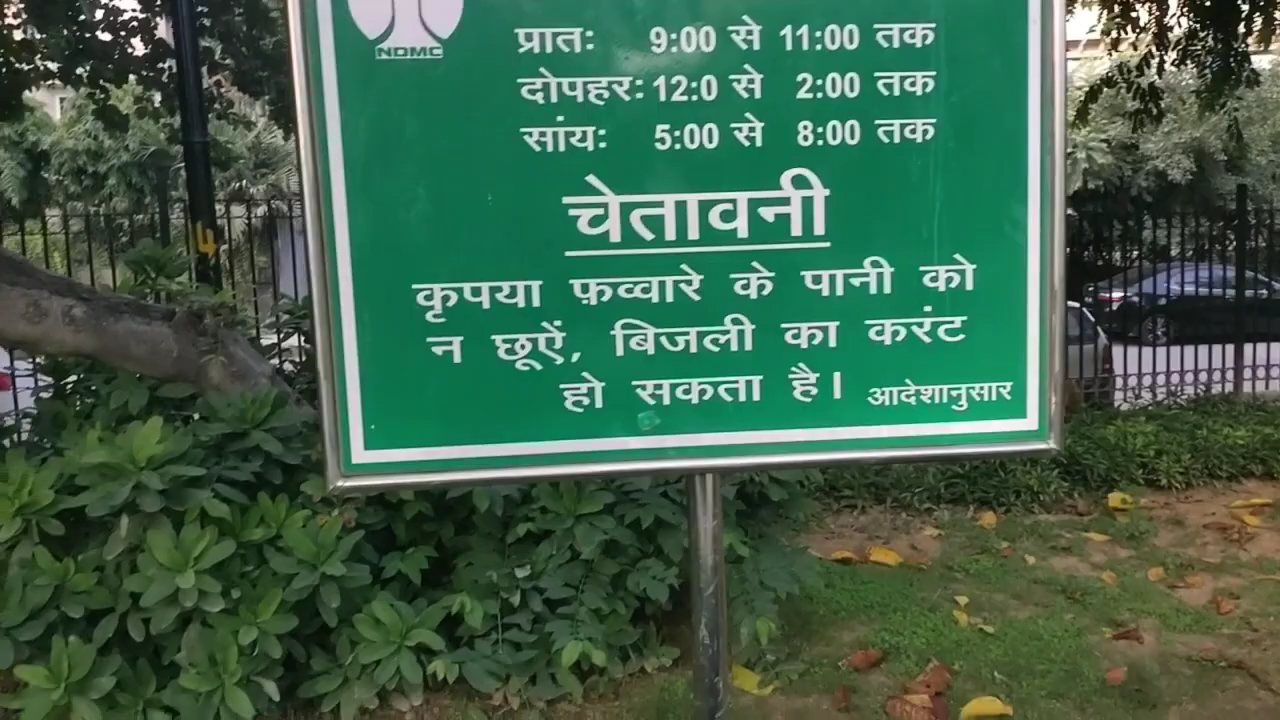 NDMC
प्रातः 9:00 से 11:00 तक
दोपहरः 12:0 से 2:00 तक
सांयः 5:00 से 8:00 तक
चेतावनी
कृपया फ़व्वारे के पानी को
न छूऐं, बिजली का करंट
हो सकता है।
आदेशानुसार